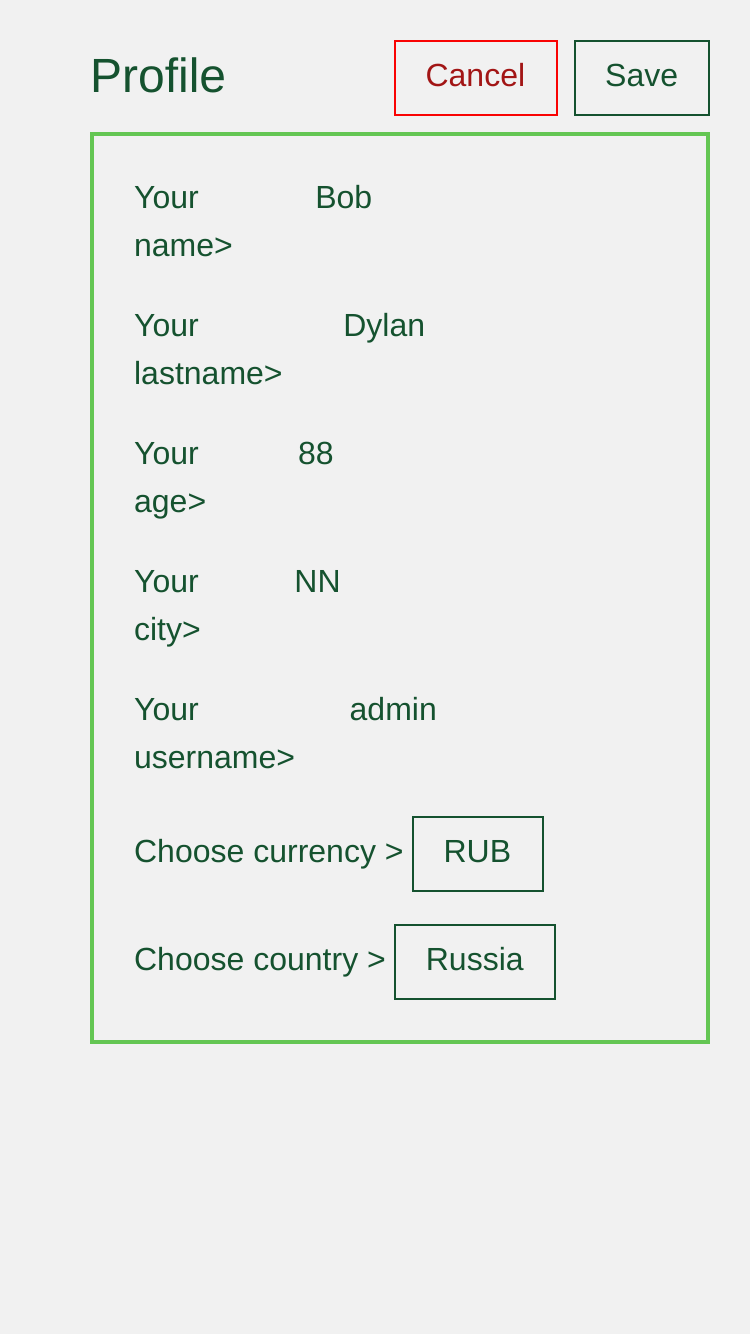 Profile Cancel Save
Your Bob
name>
Your Dylan
lastname>
Your 88
age>
Your NN
city>
Your admin
username>
Choose currency > RUB
Choose country > Russia